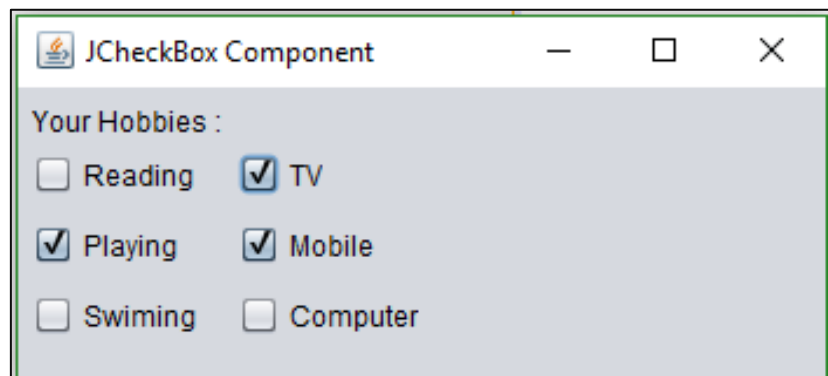 JCheckBox Component
Your Hobbies :
Reading TV
Playing Mobile
Swiming Computer